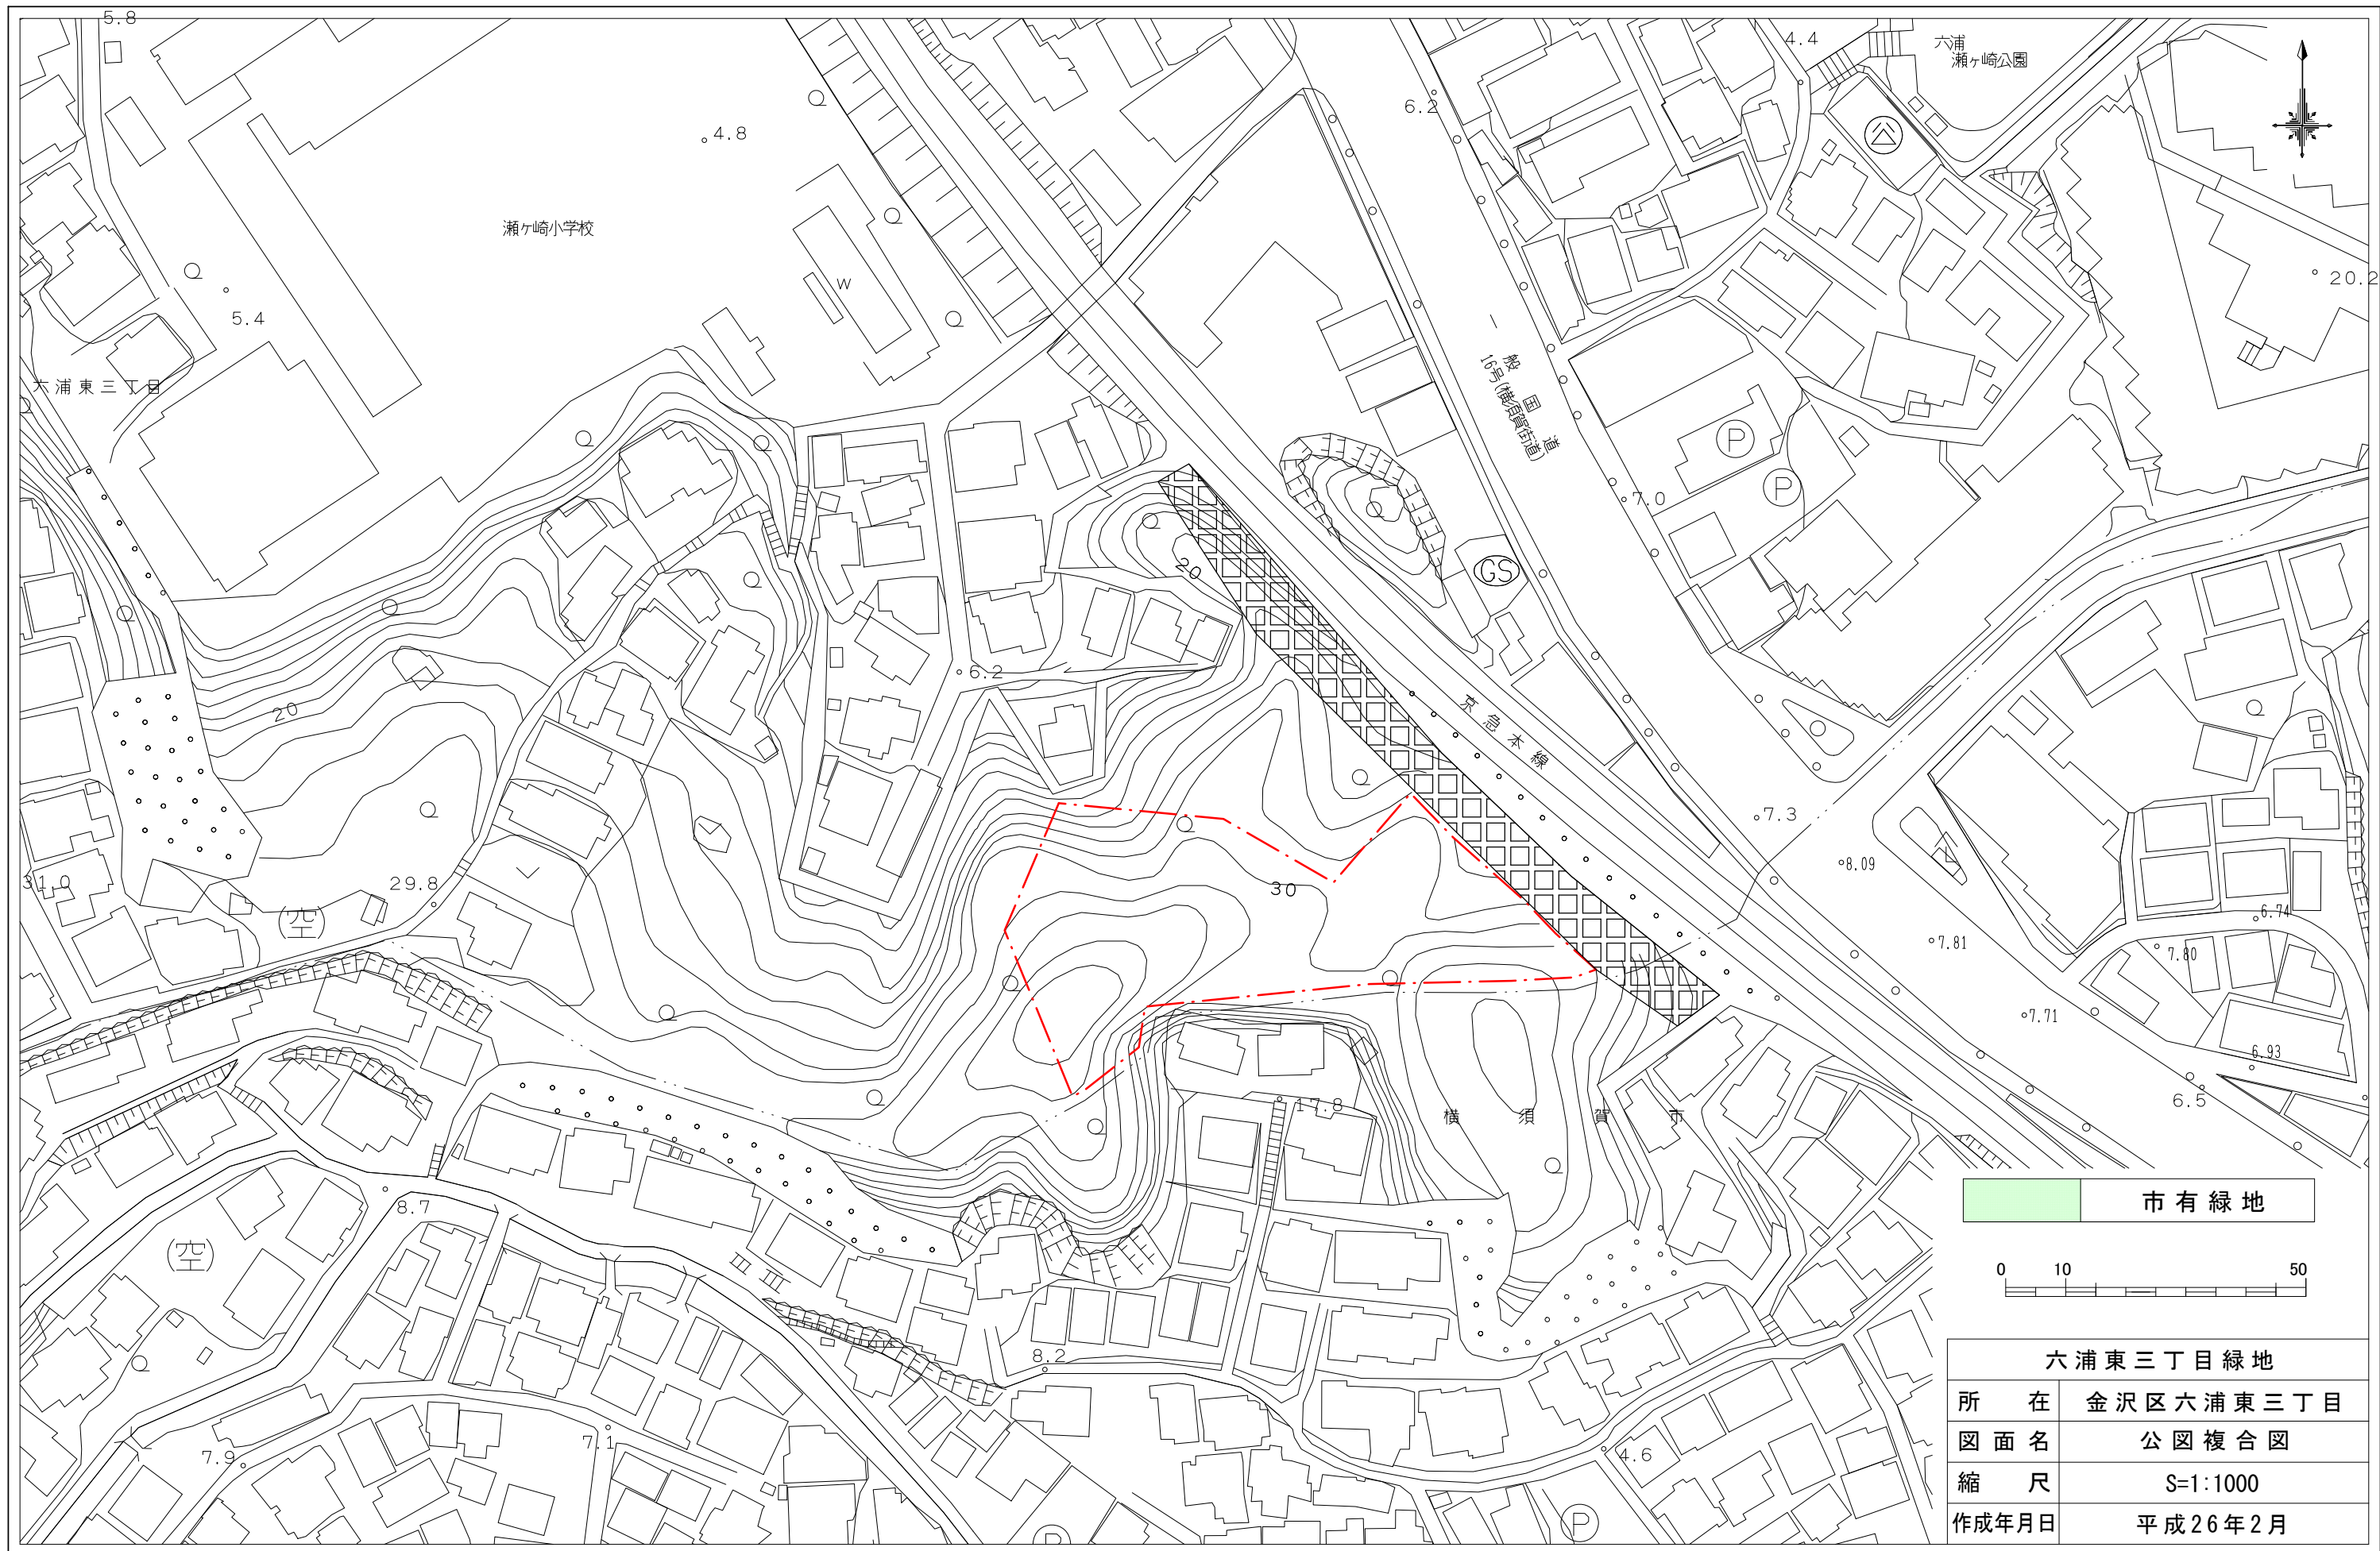 5.8
4.4
六浦
瀬ヶ崎公園
6.2
4.8
瀬ケ崎小学校
W
20.2
5.4
六浦東三丁目
一般国道
16号(横須賀街道)
P
P
7.0
GS
20
6.2
20
京急本線
7.3
8.09
30
31.0
29.8
(空)
6.74
7.81
7.80
7.71
6.93
6.5
17.8
横須賀市
8.7
(空)
市有緑地
0 10 50
8.2
六浦東三丁目緑地
所在 金沢区六浦東三丁目
図面名 公図複合図
縮尺 S=1:1000
作成年月日 平成26年2月
7.9
7.1
4.6
P
P